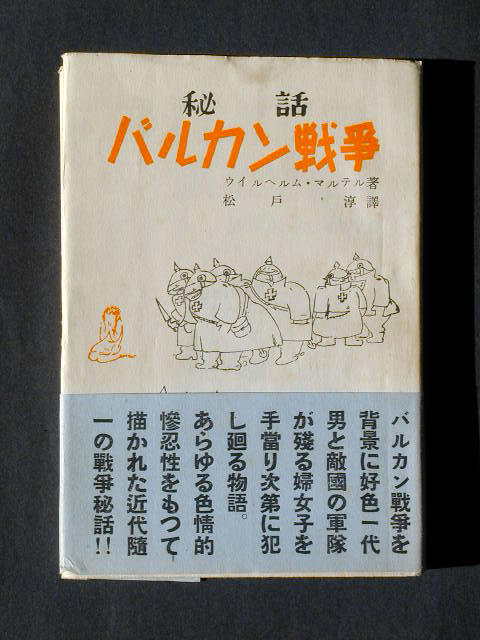 秘話
バルカン戦爭
ウイルヘルム・マルテル著
松戸・淳譯
バルカン戰爭を
背景に好色一代
男と敵國の軍隊
が殘る婦女子を
手當り次第に犯
し廻る物語。
あらゆる色情的
慘忍性をもつて
描かれた近代隨
一の戰爭秘話!!